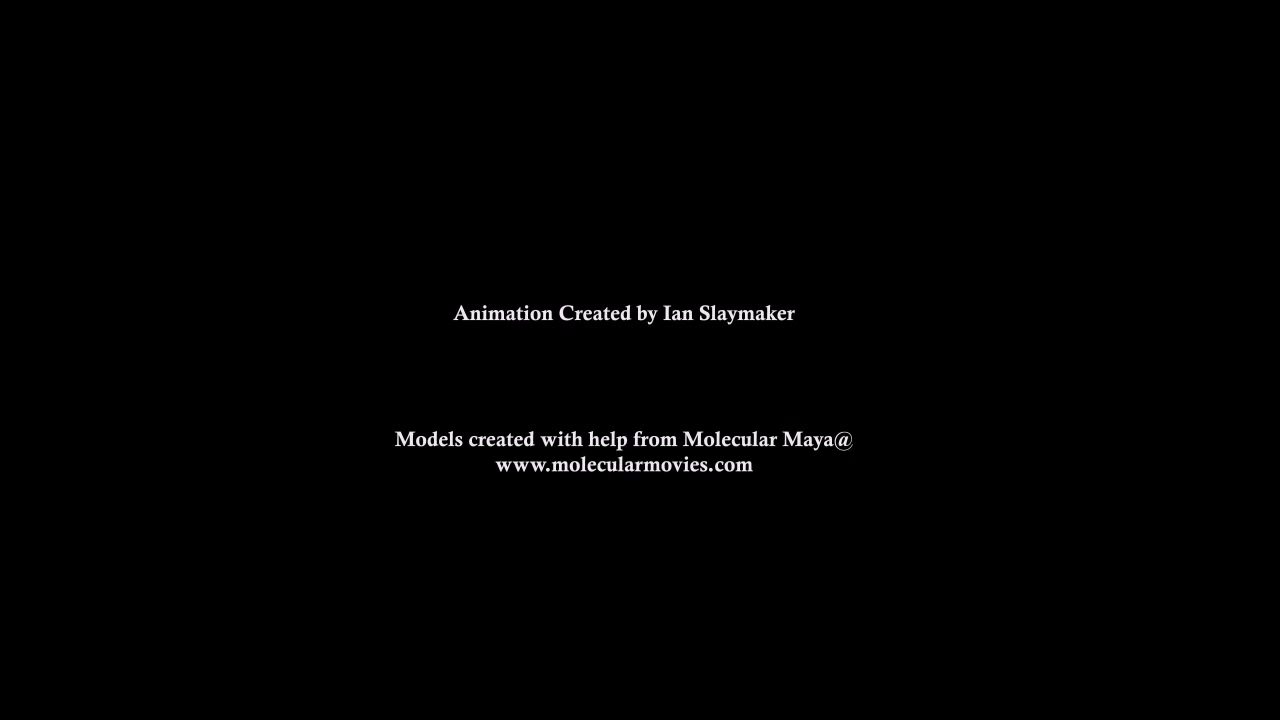 Animation Created by Ian Slaymaker
Models created with help from Molecular Maya@
www.molecularmovies.com